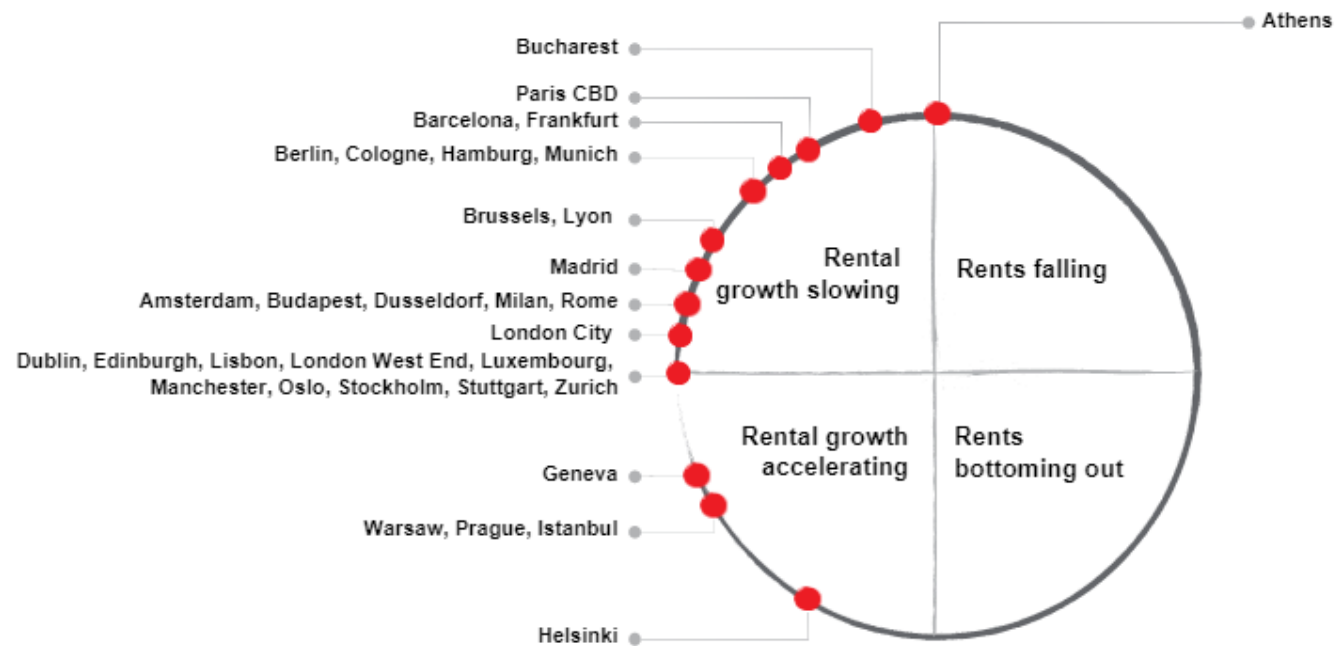 Athens
Bucharest
Paris CBD
Barcelona, Frankfurt
Berlin, Cologne, Hamburg, Munich
Brussels, Lyon
Madrid
Amsterdam, Budapest, Dusseldorf, Milan, Rome
London City
Dublin, Edinburgh, Lisbon, London West End, Luxembourg,
Manchester, Oslo, Stockholm, Stuttgart, Zurich
Geneva
Warsaw, Prague, Istanbul
Helsinki
Rental
growth slowing
Rents falling
Rental growth
accelerating
Rents
bottoming out